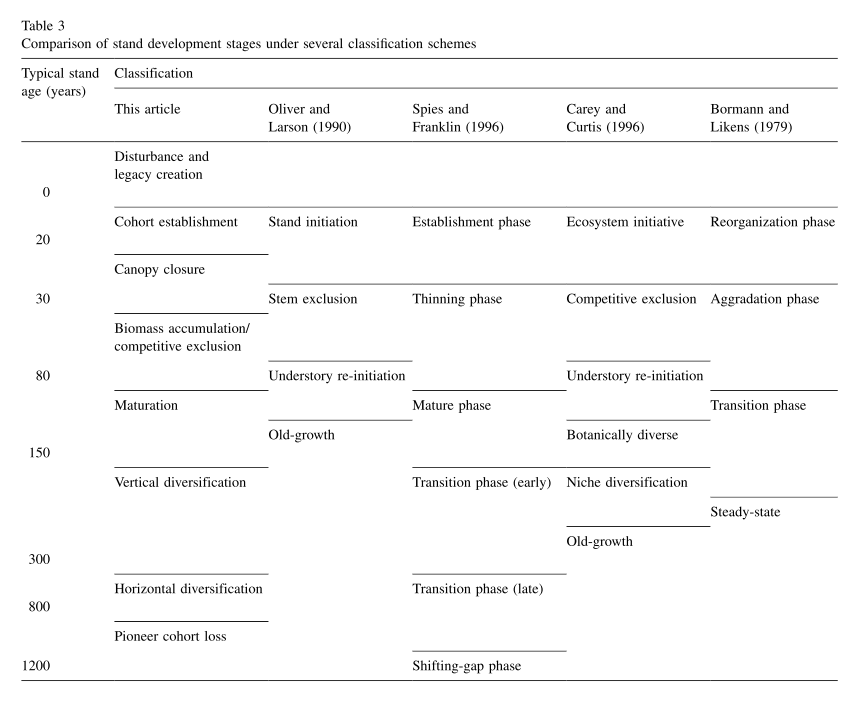 Table 3
Comparison of stand development stages under several classification schemes
Typical stand age (years) Classification
This article Oliver and Larson (1990) Spies and Franklin (1996) Carey and Curtis (1996) Bormann and Likens (1979)
Disturbance and legacy creation
0
Cohort establishment Stand initiation Establishment phase Ecosystem initiative Reorganization phase
20
Canopy closure
30 Stem exclusion Thinning phase Competitive exclusion Aggradation phase
Biomass accumulation/ competitive exclusion
80 Understory re-initiation Understory re-initiation
Maturation Mature phase Transition phase
Old-growth Botanically diverse
150
Vertical diversification Transition phase (early) Niche diversification
Steady-state
Old-growth
300
Horizontal diversification Transition phase (late)
800
Pioneer cohort loss
1200 Shifting-gap phase